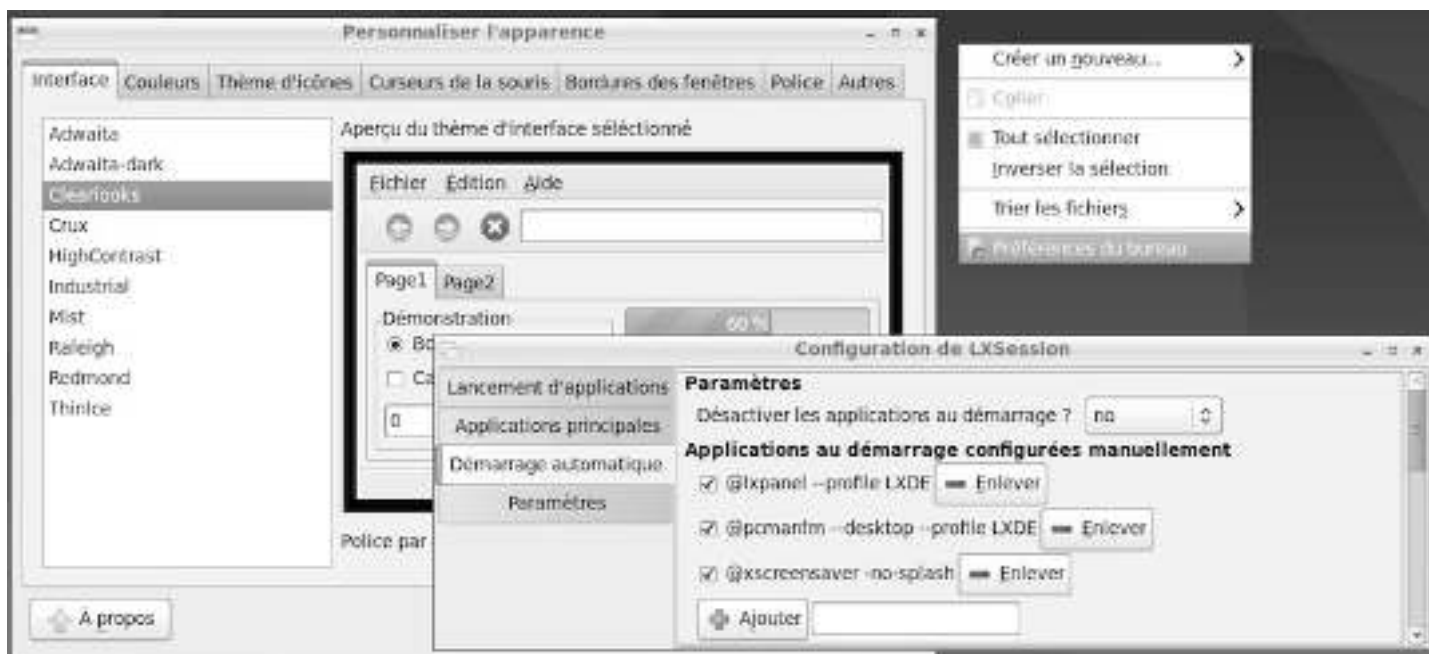 Personnaliser l'apparence
Interface Couleurs Thème d'icônes Curseurs de la souris Bordures des fenêtres Police Autres
Adwaita
Adwaita-dark
Clearlooks
Crux
HighContrast
Industrial
Mist
Raleigh
Redmond
ThinIce
Aperçu du thème d'interface séléctionné
Fichier Édition Aide
Page1 Page2
Démonstration
60 %
Bo
Ca
0
Police par
À propos
Créer un nouveau...
Coller
Tout sélectionner
Inverser la sélection
Trier les fichiers
Préférences du bureau
Configuration de LXSession
Lancement d'applications
Applications principales
Démarrage automatique
Paramètres
Paramètres
Désactiver les applications au démarrage ? no
Applications au démarrage configurées manuellement
@lxpanel --profile LXDE Enlever
@pcmanfm --desktop --profile LXDE Enlever
@xscreensaver -no-splash Enlever
Ajouter